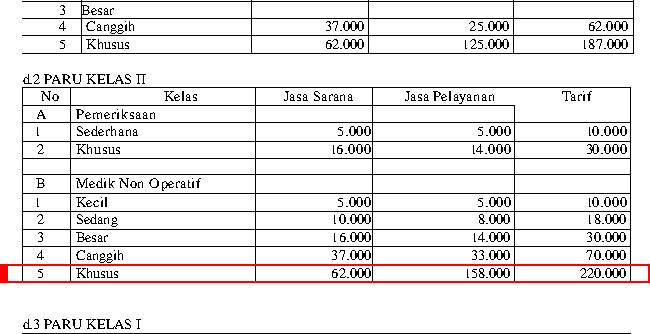 3 Besar
4 Canggih 37.000 25.000 62.000
5 Khusus 62.000 125.000 187.000
d.2 PARU KELAS II
No Kelas Jasa Sarana Jasa Pelayanan Tarif
A Pemeriksaan
1 Sederhana 5.000 5.000 10.000
2 Khusus 16.000 14.000 30.000
B Medik Non Operatif
1 Kecil 5.000 5.000 10.000
2 Sedang 10.000 8.000 18.000
3 Besar 16.000 14.000 30.000
4 Canggih 37.000 33.000 70.000
5 Khusus 62.000 158.000 220.000
d.3 PARU KELAS I